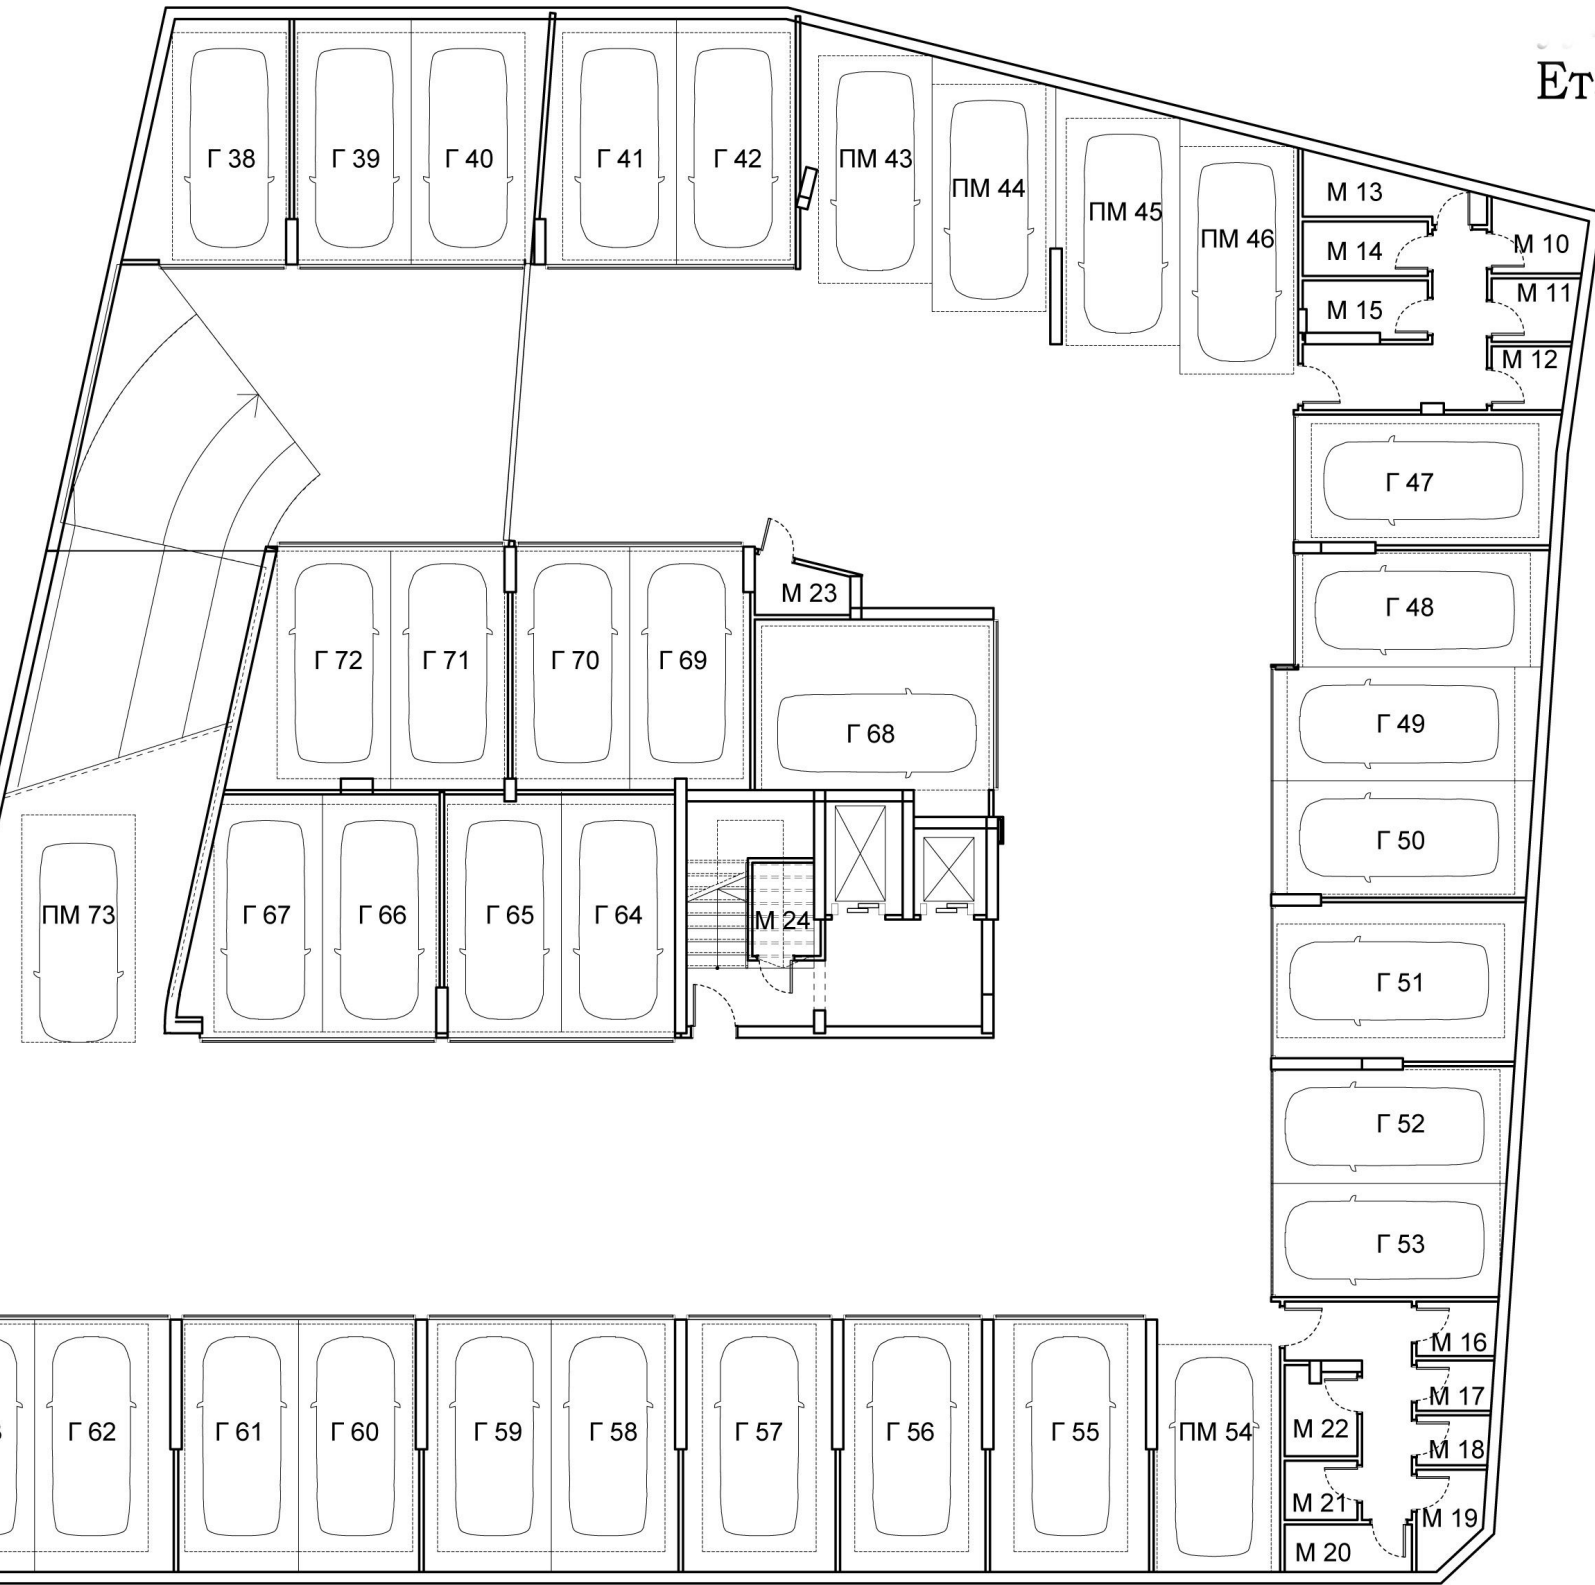 Ет
Г 38
Г 39
Г 40
Г 41
Г 42
ПМ 43
ПМ 44
ПМ 45
ПМ 46
М 13
М 14
М 15
М 10
М 11
М 12
Г 47
Г 48
Г 49
Г 50
Г 51
Г 52
Г 53
М 23
Г 72
Г 71
Г 70
Г 69
Г 68
ПМ 73
Г 67
Г 66
Г 65
Г 64
М 24
Г 62
Г 61
Г 60
Г 59
Г 58
Г 57
Г 56
Г 55
ПМ 54
М 16
М 17
М 18
М 19
М 22
М 21
М 20